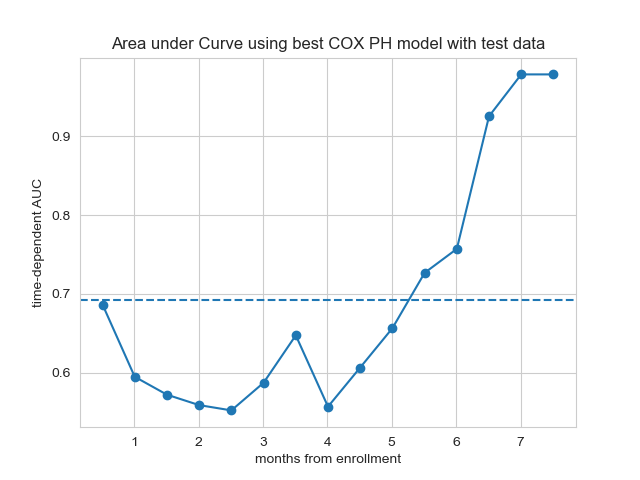 Area under Curve using best COX PH model with test data
time-dependent AUC
0.9
0.8
0.7
0.6
1 2 3 4 5 6 7
months from enrollment